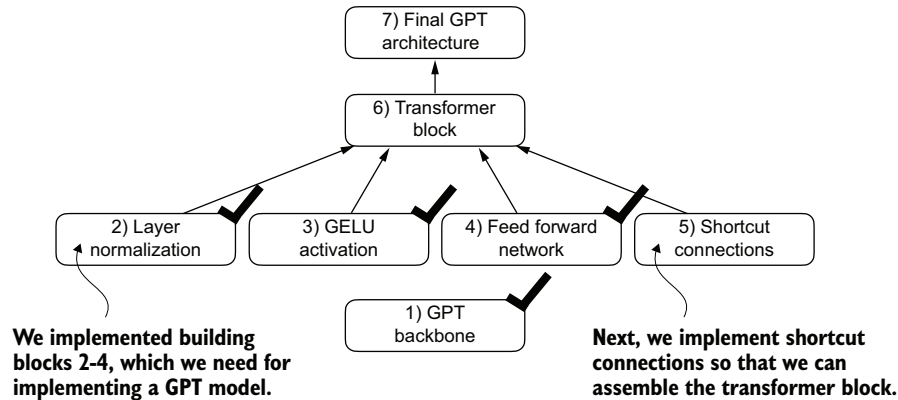 7) Final GPT
architecture
6) Transformer
block
2) Layer
normalization
3) GELU
activation
4) Feed forward
network
5) Shortcut
connections
1) GPT
backbone
We implemented building
blocks 2-4, which we need for
implementing a GPT model.
Next, we implement shortcut
connections so that we can
assemble the transformer block.